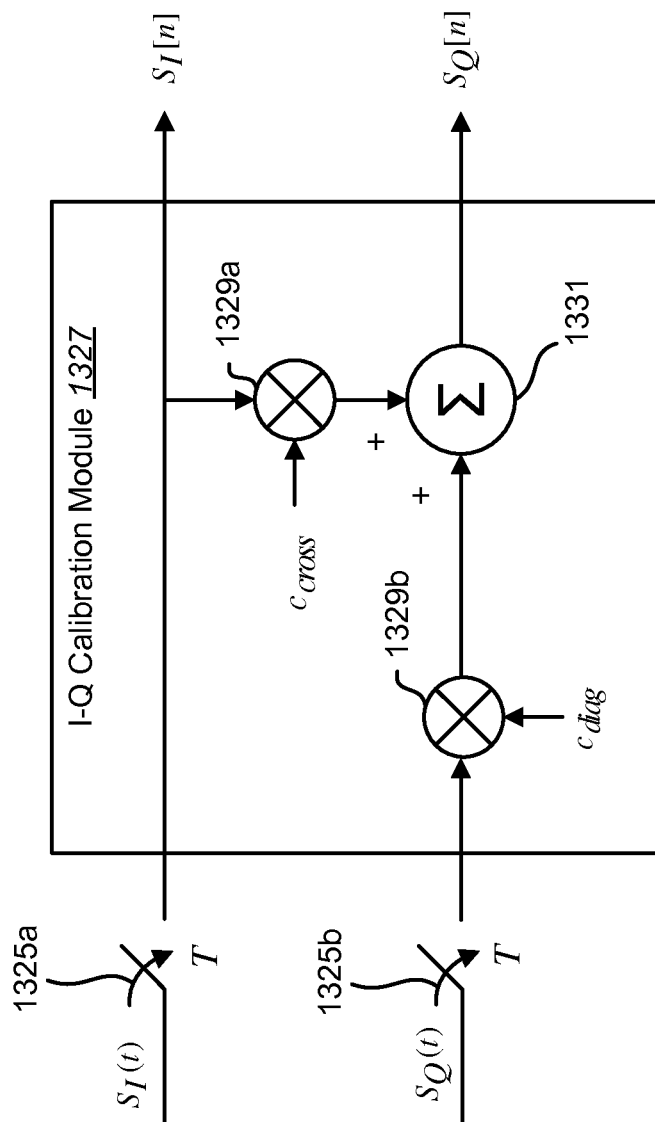 I-Q Calibration Module 1327
1325a
S_I(t)
T
S_I[n]
1329a
c_cross
+
+
Σ
1331
1329b
c_diag
1325b
S_Q(t)
T
S_Q[n]